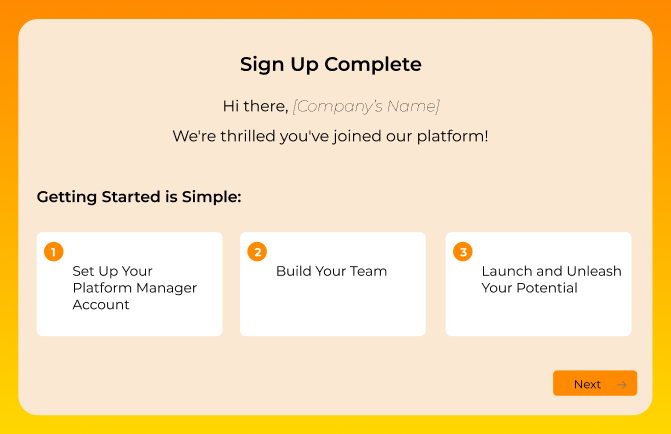 Sign Up Complete
Hi there, [Company's Name]
We're thrilled you've joined our platform!
Getting Started is Simple:
1
Set Up Your
Platform Manager
Account
2
Build Your Team
3
Launch and Unleash
Your Potential
Next →